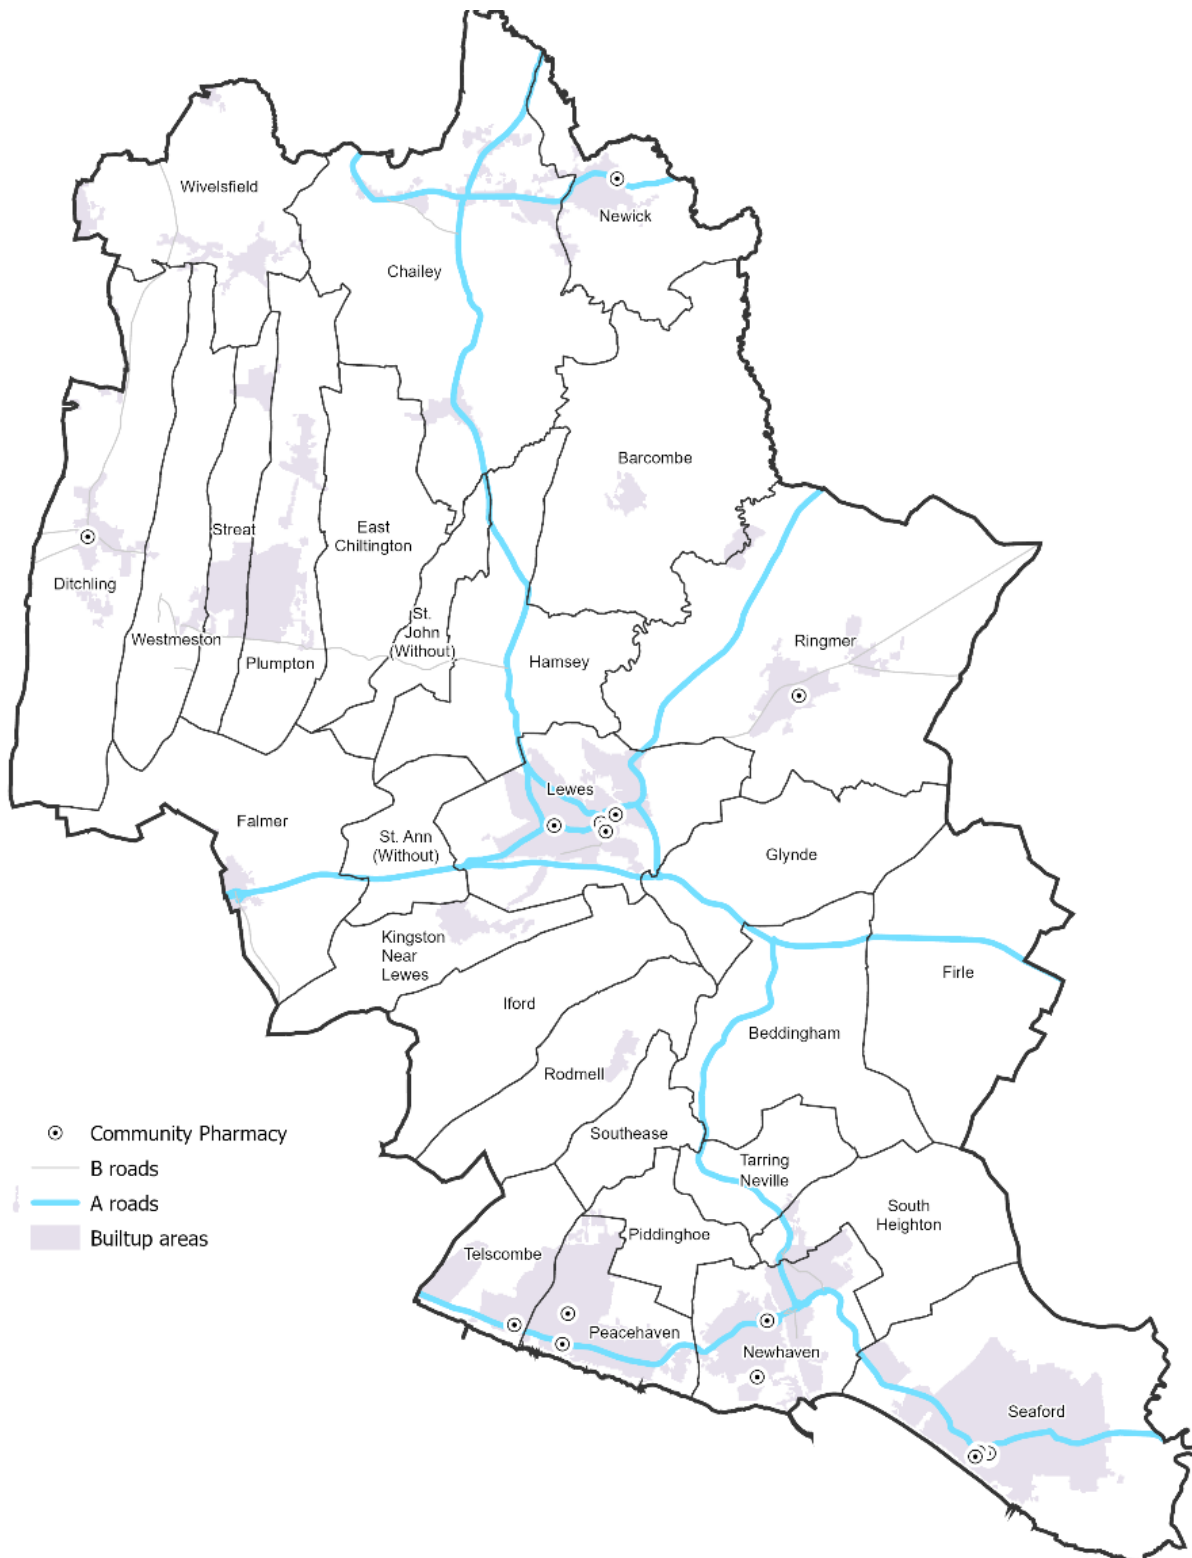 Wivelsfield
Newick
Chailey
Barcombe
Streat
East
Chiltington
Ditchling
St.
John
(Without)
Westmeston
Plumpton
Hamsey
Ringmer
Lewes
Falmer
St. Ann
(Without)
Glynde
Kingston
Near
Lewes
Firle
Iford
Beddingham
Rodmell
Southease
Tarring
Neville
South
Heighton
Piddinghoe
Telscombe
Peacehaven
Newhaven
Seaford
Community Pharmacy
B roads
A roads
Builtup areas